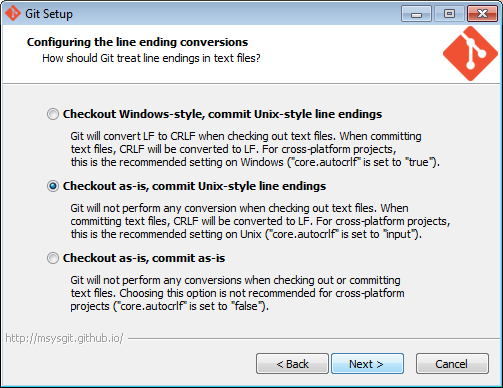 Git Setup
Configuring the line ending conversions
How should Git treat line endings in text files?
Checkout Windows-style, commit Unix-style line endings
Git will convert LF to CRLF when checking out text files. When committing
text files, CRLF will be converted to LF. For cross-platform projects,
this is the recommended setting on Windows ("core.autocrlf" is set to "true").
Checkout as-is, commit Unix-style line endings
Git will not perform any conversion when checking out text files. When
committing text files, CRLF will be converted to LF. For cross-platform projects,
this is the recommended setting on Unix ("core.autocrlf" is set to "input").
Checkout as-is, commit as-is
Git will not perform any conversions when checking out or committing
text files. Choosing this option is not recommended for cross-platform
projects ("core.autocrlf" is set to "false").
http://msysgit.github.io/
< Back Next > Cancel